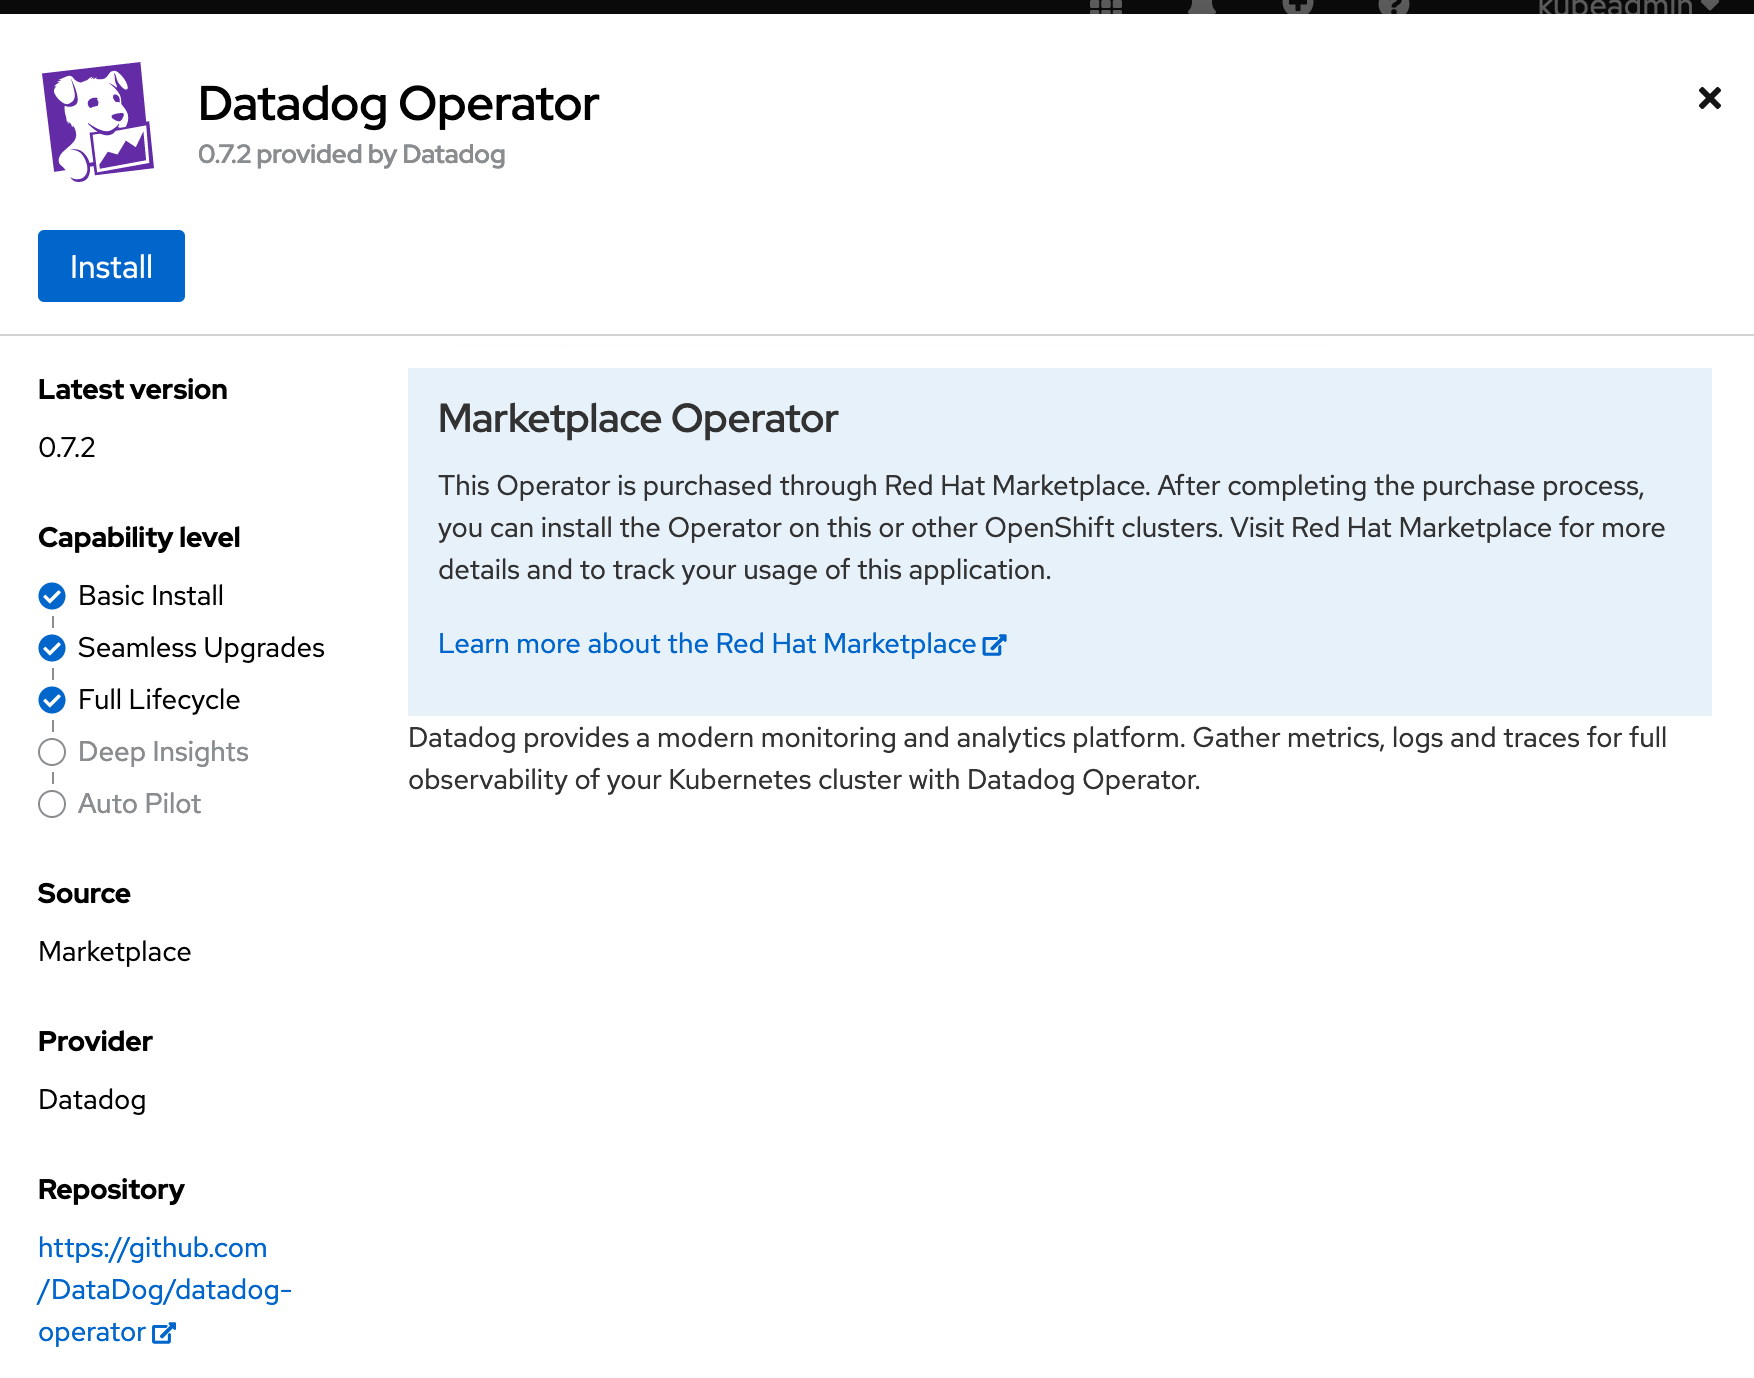 kubeadmin
Datadog Operator
0.7.2 provided by Datadog
Install
Latest version
0.7.2
Capability level
Basic Install
Seamless Upgrades
Full Lifecycle
Deep Insights
Auto Pilot
Source
Marketplace
Provider
Datadog
Repository
https://github.com
/DataDog/datadog-
operator
Marketplace Operator
This Operator is purchased through Red Hat Marketplace. After completing the purchase process,
you can install the Operator on this or other OpenShift clusters. Visit Red Hat Marketplace for more
details and to track your usage of this application.
Learn more about the Red Hat Marketplace
Datadog provides a modern monitoring and analytics platform. Gather metrics, logs and traces for full
observability of your Kubernetes cluster with Datadog Operator.